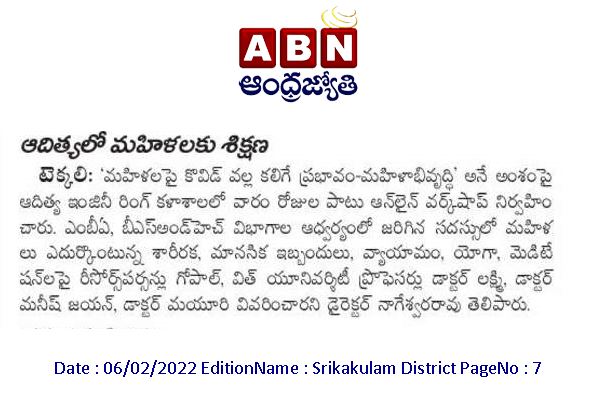 ABN
ఆంధ్రజ్యోతి
ఆదిత్యలో మహిళలకు శిక్షణ
టెక్కలి: 'మహిళలపై కొవిడ్ వల్ల కలిగే ప్రభావం-మహిళాభివృద్ధి' అనే అంశంపై
ఆదిత్య ఇంజినీ రింగ్ కళాశాలలో వారం రోజుల పాటు ఆన్‌లైన్ వర్క్‌షాప్ నిర్వహిం
చారు. ఎంబీఏ, బీఎస్‌అండ్‌హెచ్ విభాగాల ఆధ్వర్యంలో జరిగిన సదస్సులో మహిళ
లు ఎదుర్కొంటున్న శారీరక, మానసిక ఇబ్బందులు, వ్యాయామం, యోగా, మెడిటే
షన్‌లపై రీసోర్స్‌పర్సన్లు గోపాల్, విత్ యూనివర్శిటీ ప్రొఫెసర్లు డాక్టర్ లక్ష్మి, డాక్టర్
మనీష్ జయన్, డాక్టర్ మయూరి వివరించారని డైరెక్టర్ నాగేశ్వరరావు తెలిపారు.
Date : 06/02/2022 EditionName : Srikakulam District PageNo : 7